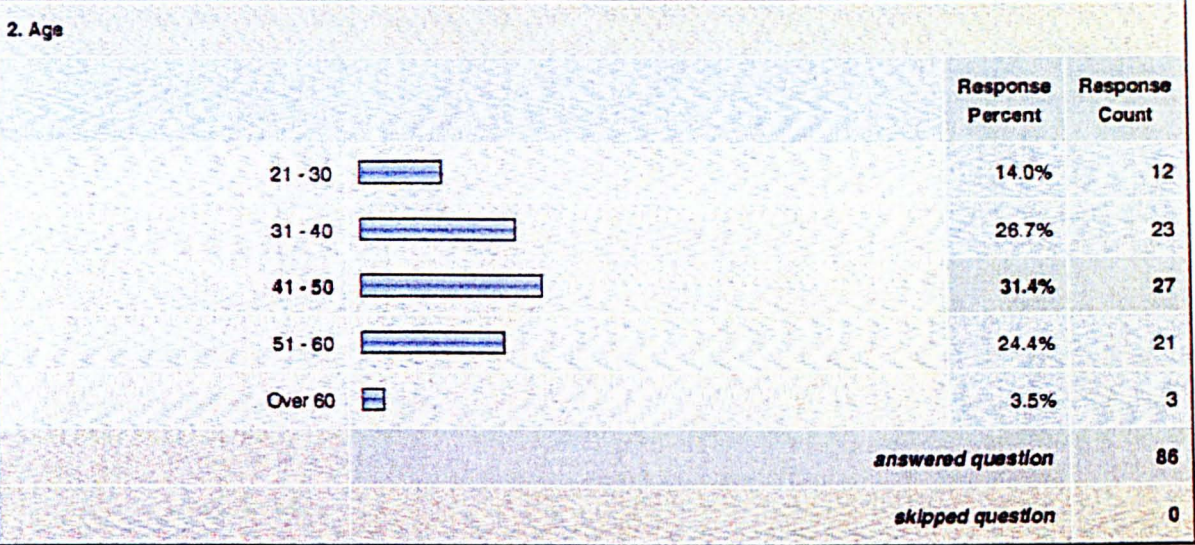 2. Age
Response Percent Response Count
21 - 30 14.0% 12
31 - 40 26.7% 23
41 - 50 31.4% 27
51 - 60 24.4% 21
Over 60 3.5% 3
answered question 86
skipped question 0